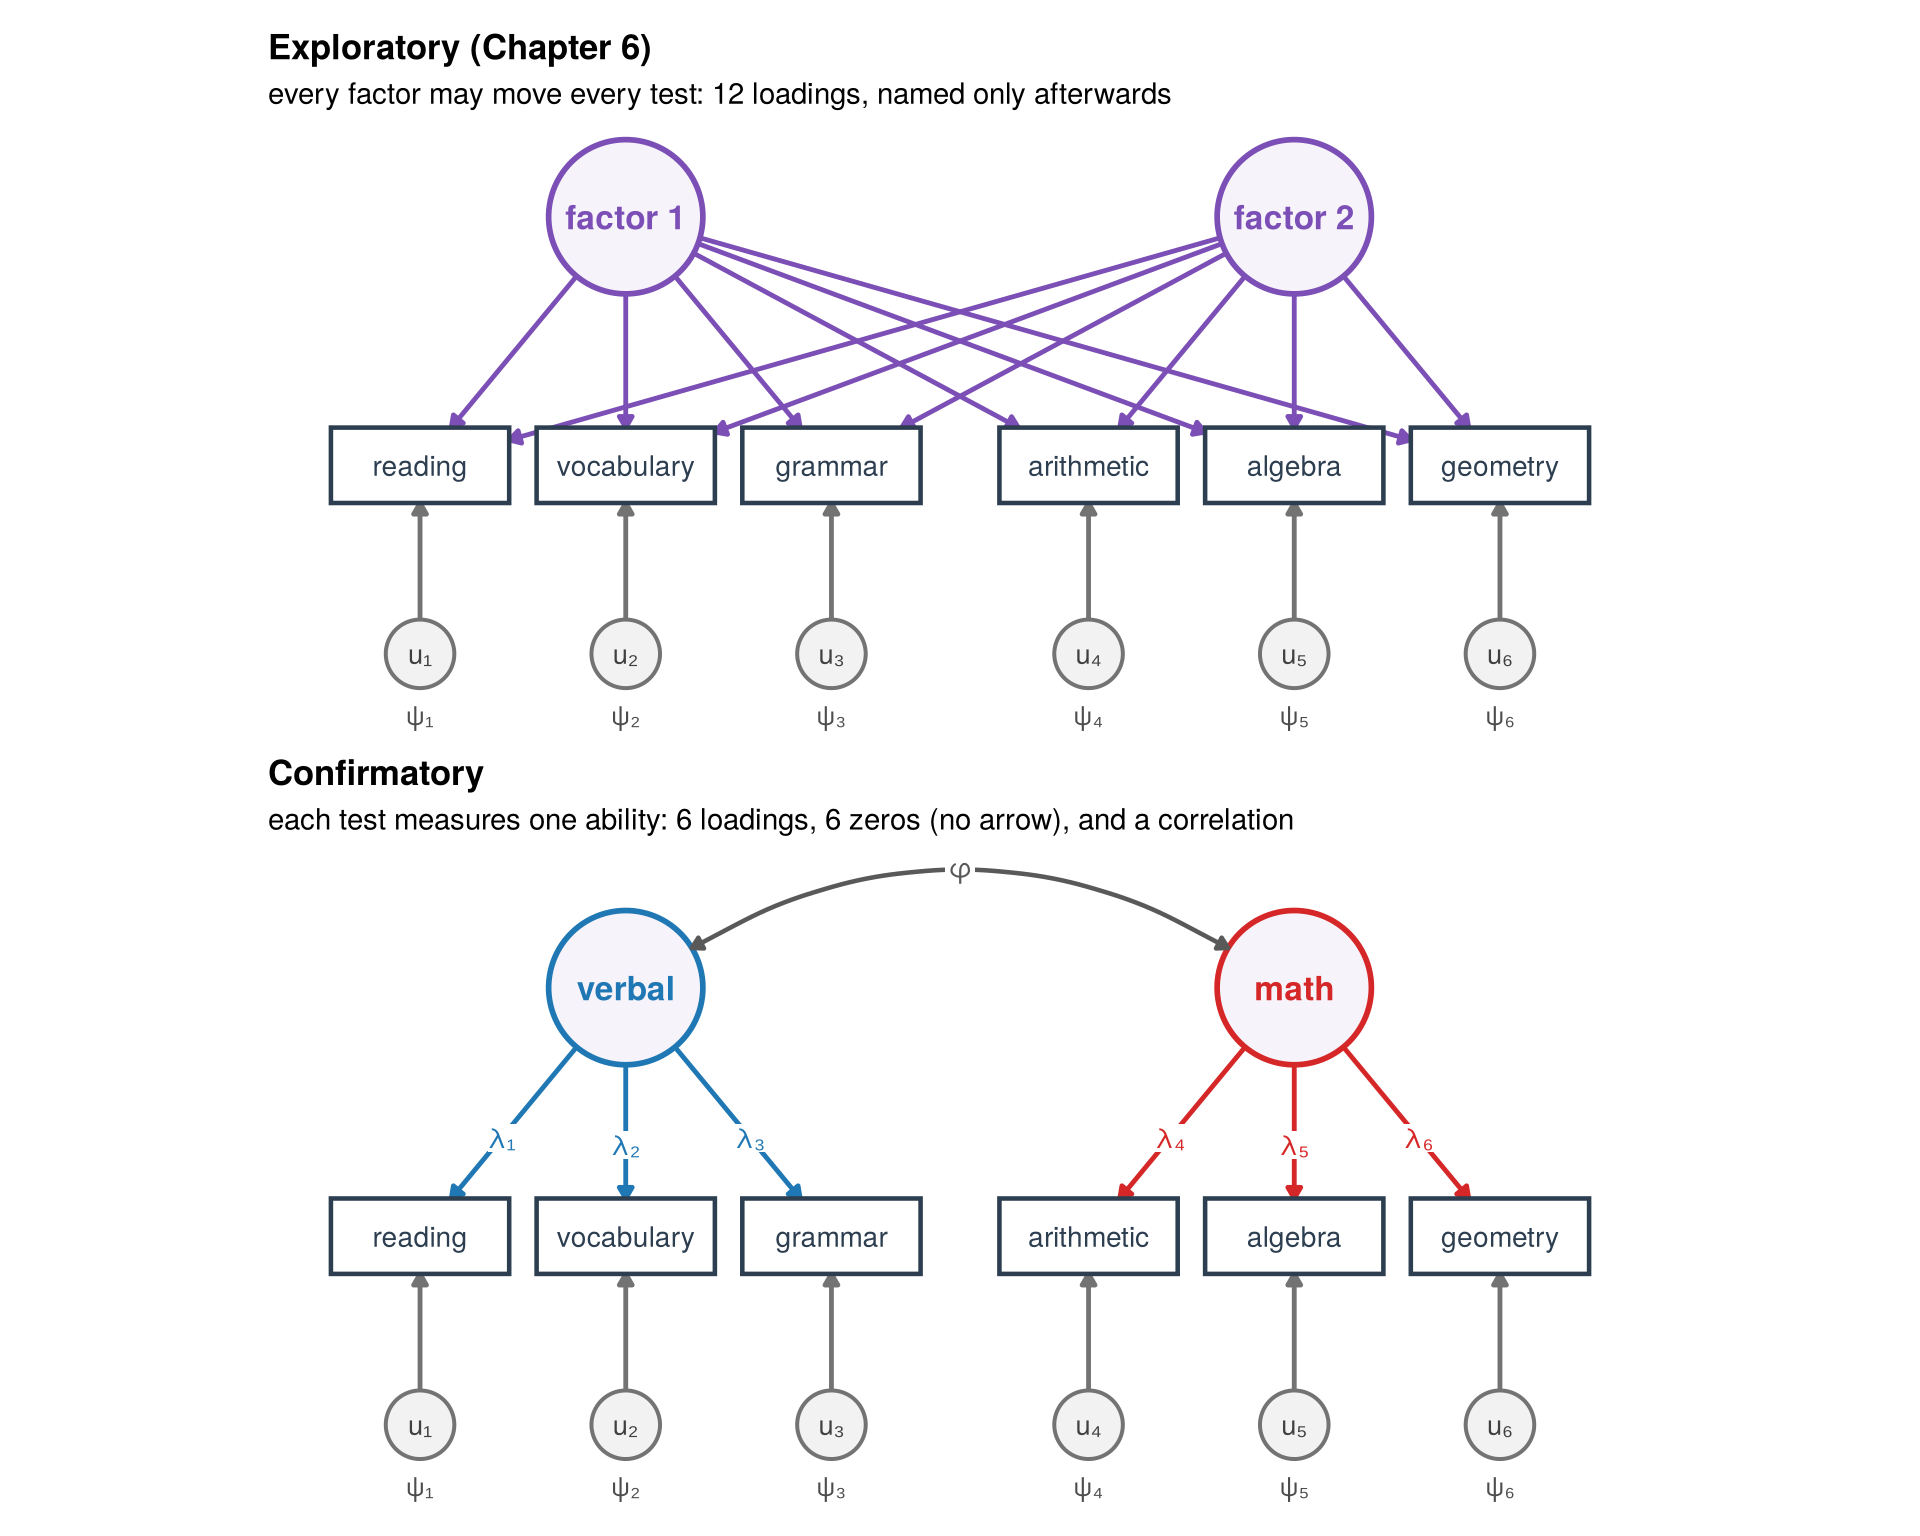 Exploratory (Chapter 6)
every factor may move every test: 12 loadings, named only afterwards
factor 1 factor 2
reading vocabulary grammar arithmetic algebra geometry
u₁ u₂ u₃ u₄ u₅ u₆
ψ₁ ψ₂ ψ₃ ψ₄ ψ₅ ψ₆
Confirmatory
each test measures one ability: 6 loadings, 6 zeros (no arrow), and a correlation
φ
verbal math
λ₁ λ₂ λ₃ λ₄ λ₅ λ₆
reading vocabulary grammar arithmetic algebra geometry
u₁ u₂ u₃ u₄ u₅ u₆
ψ₁ ψ₂ ψ₃ ψ₄ ψ₅ ψ₆